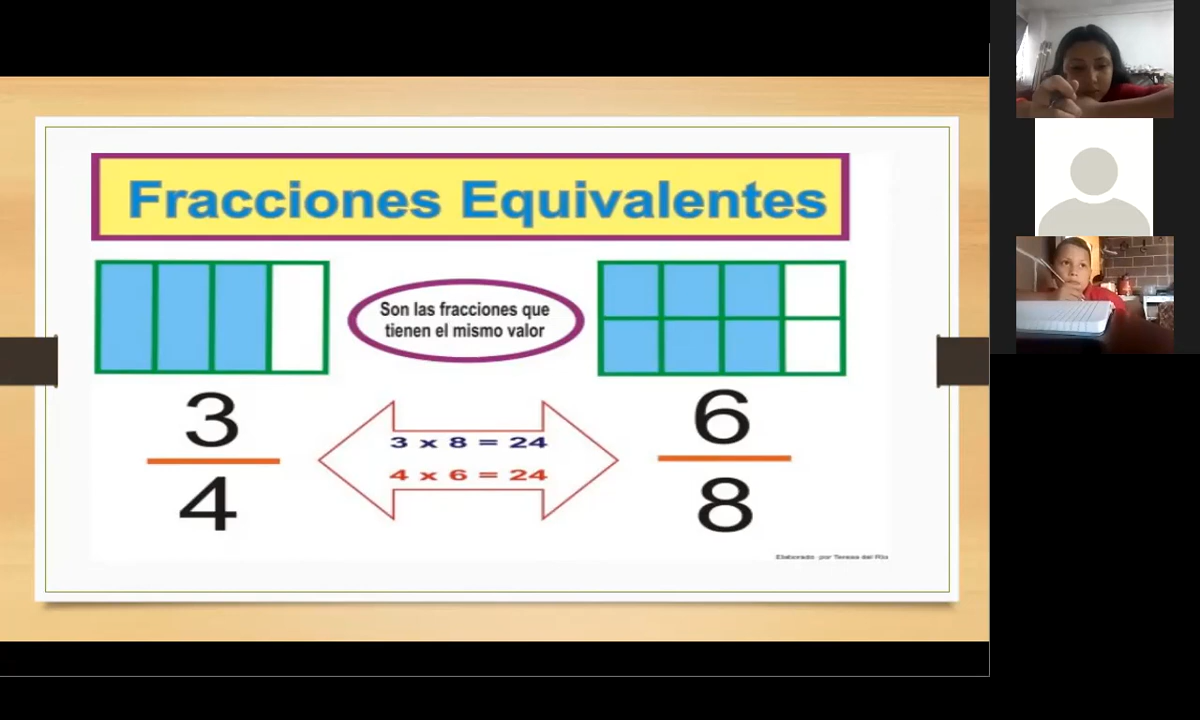 Fracciones Equivalentes
Son las fracciones que
tienen el mismo valor
3
4
3 x 8 = 24
4 x 6 = 24
6
8
Elaborado por Teresa del Río